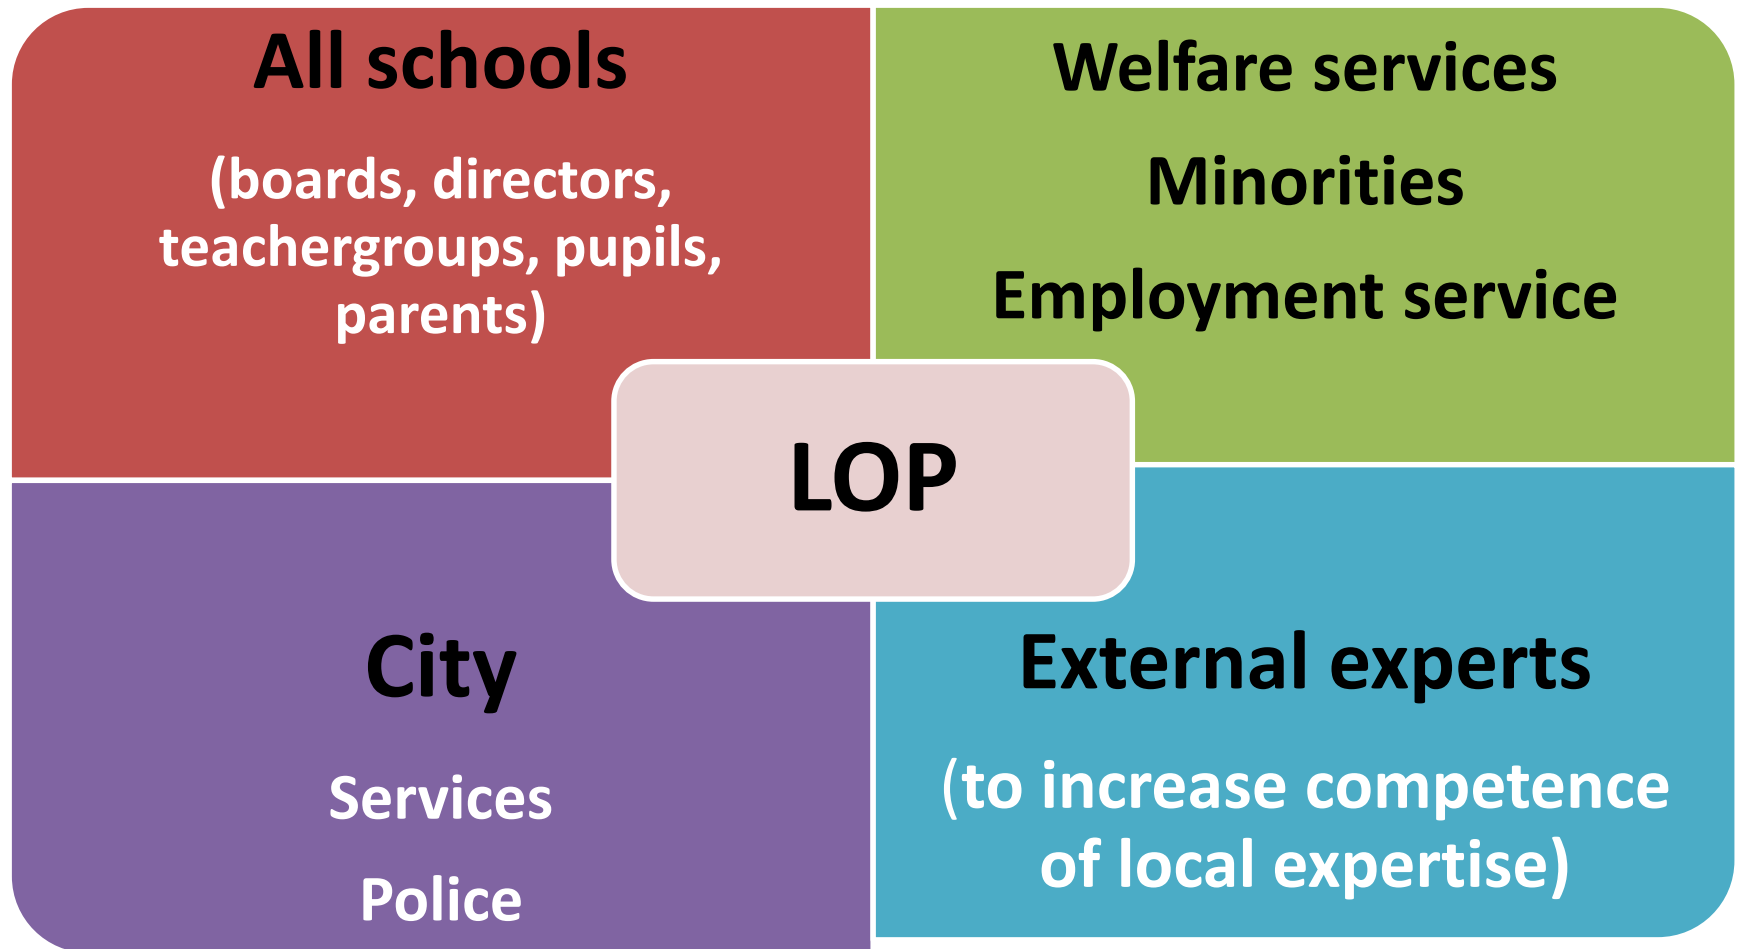 All schools
(boards, directors,
teachergroups, pupils,
parents)
Welfare services
Minorities
Employment service
LOP
City
Services
Police
External experts
(to increase competence
of local expertise)